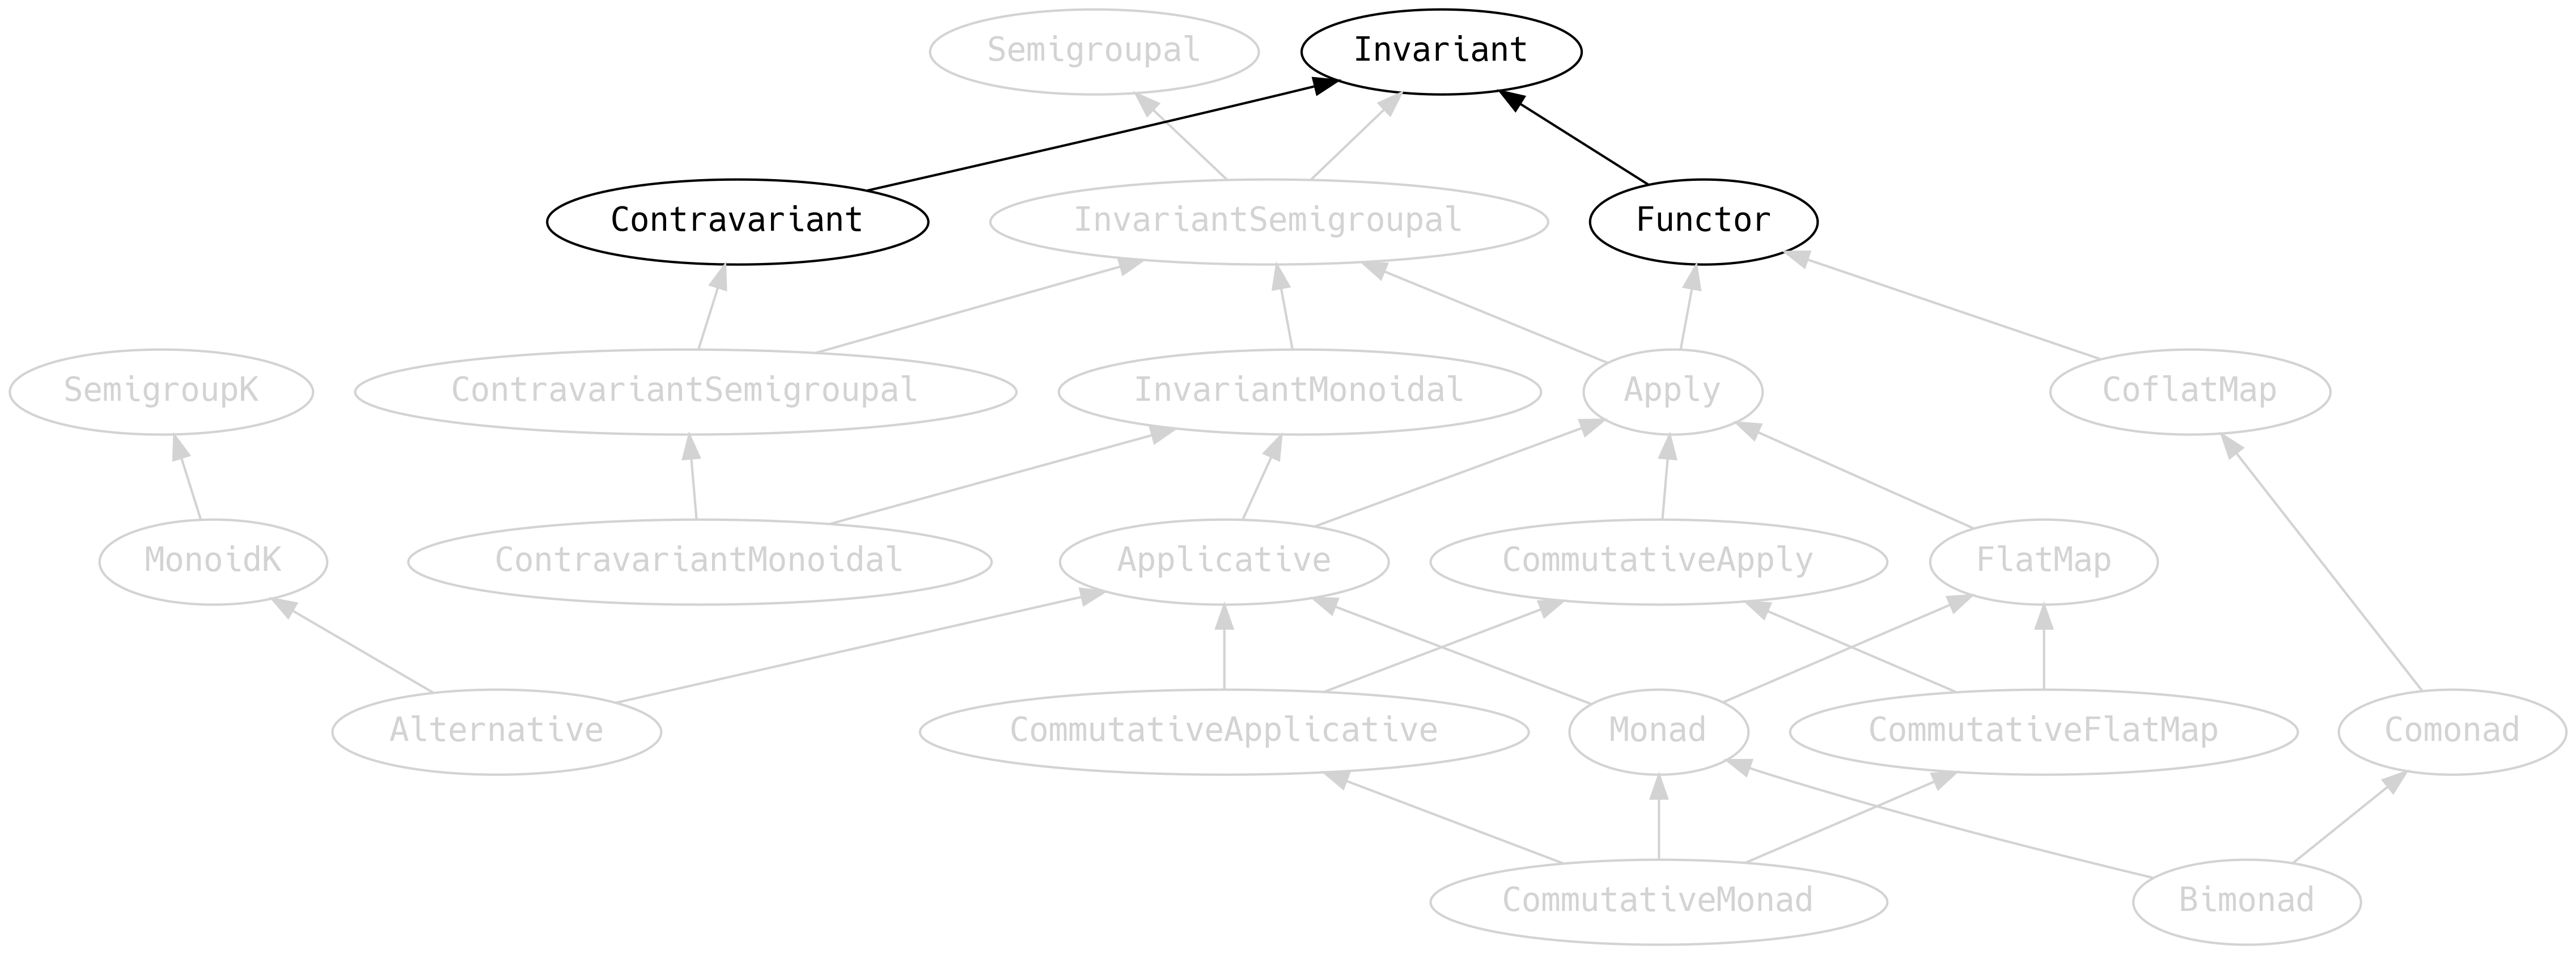 Semigroupal
Invariant
Contravariant
InvariantSemigroupal
Functor
SemigroupK
ContravariantSemigroupal
InvariantMonoidal
Apply
CoflatMap
MonoidK
ContravariantMonoidal
Applicative
CommutativeApply
FlatMap
Alternative
CommutativeApplicative
Monad
CommutativeFlatMap
Comonad
CommutativeMonad
Bimonad